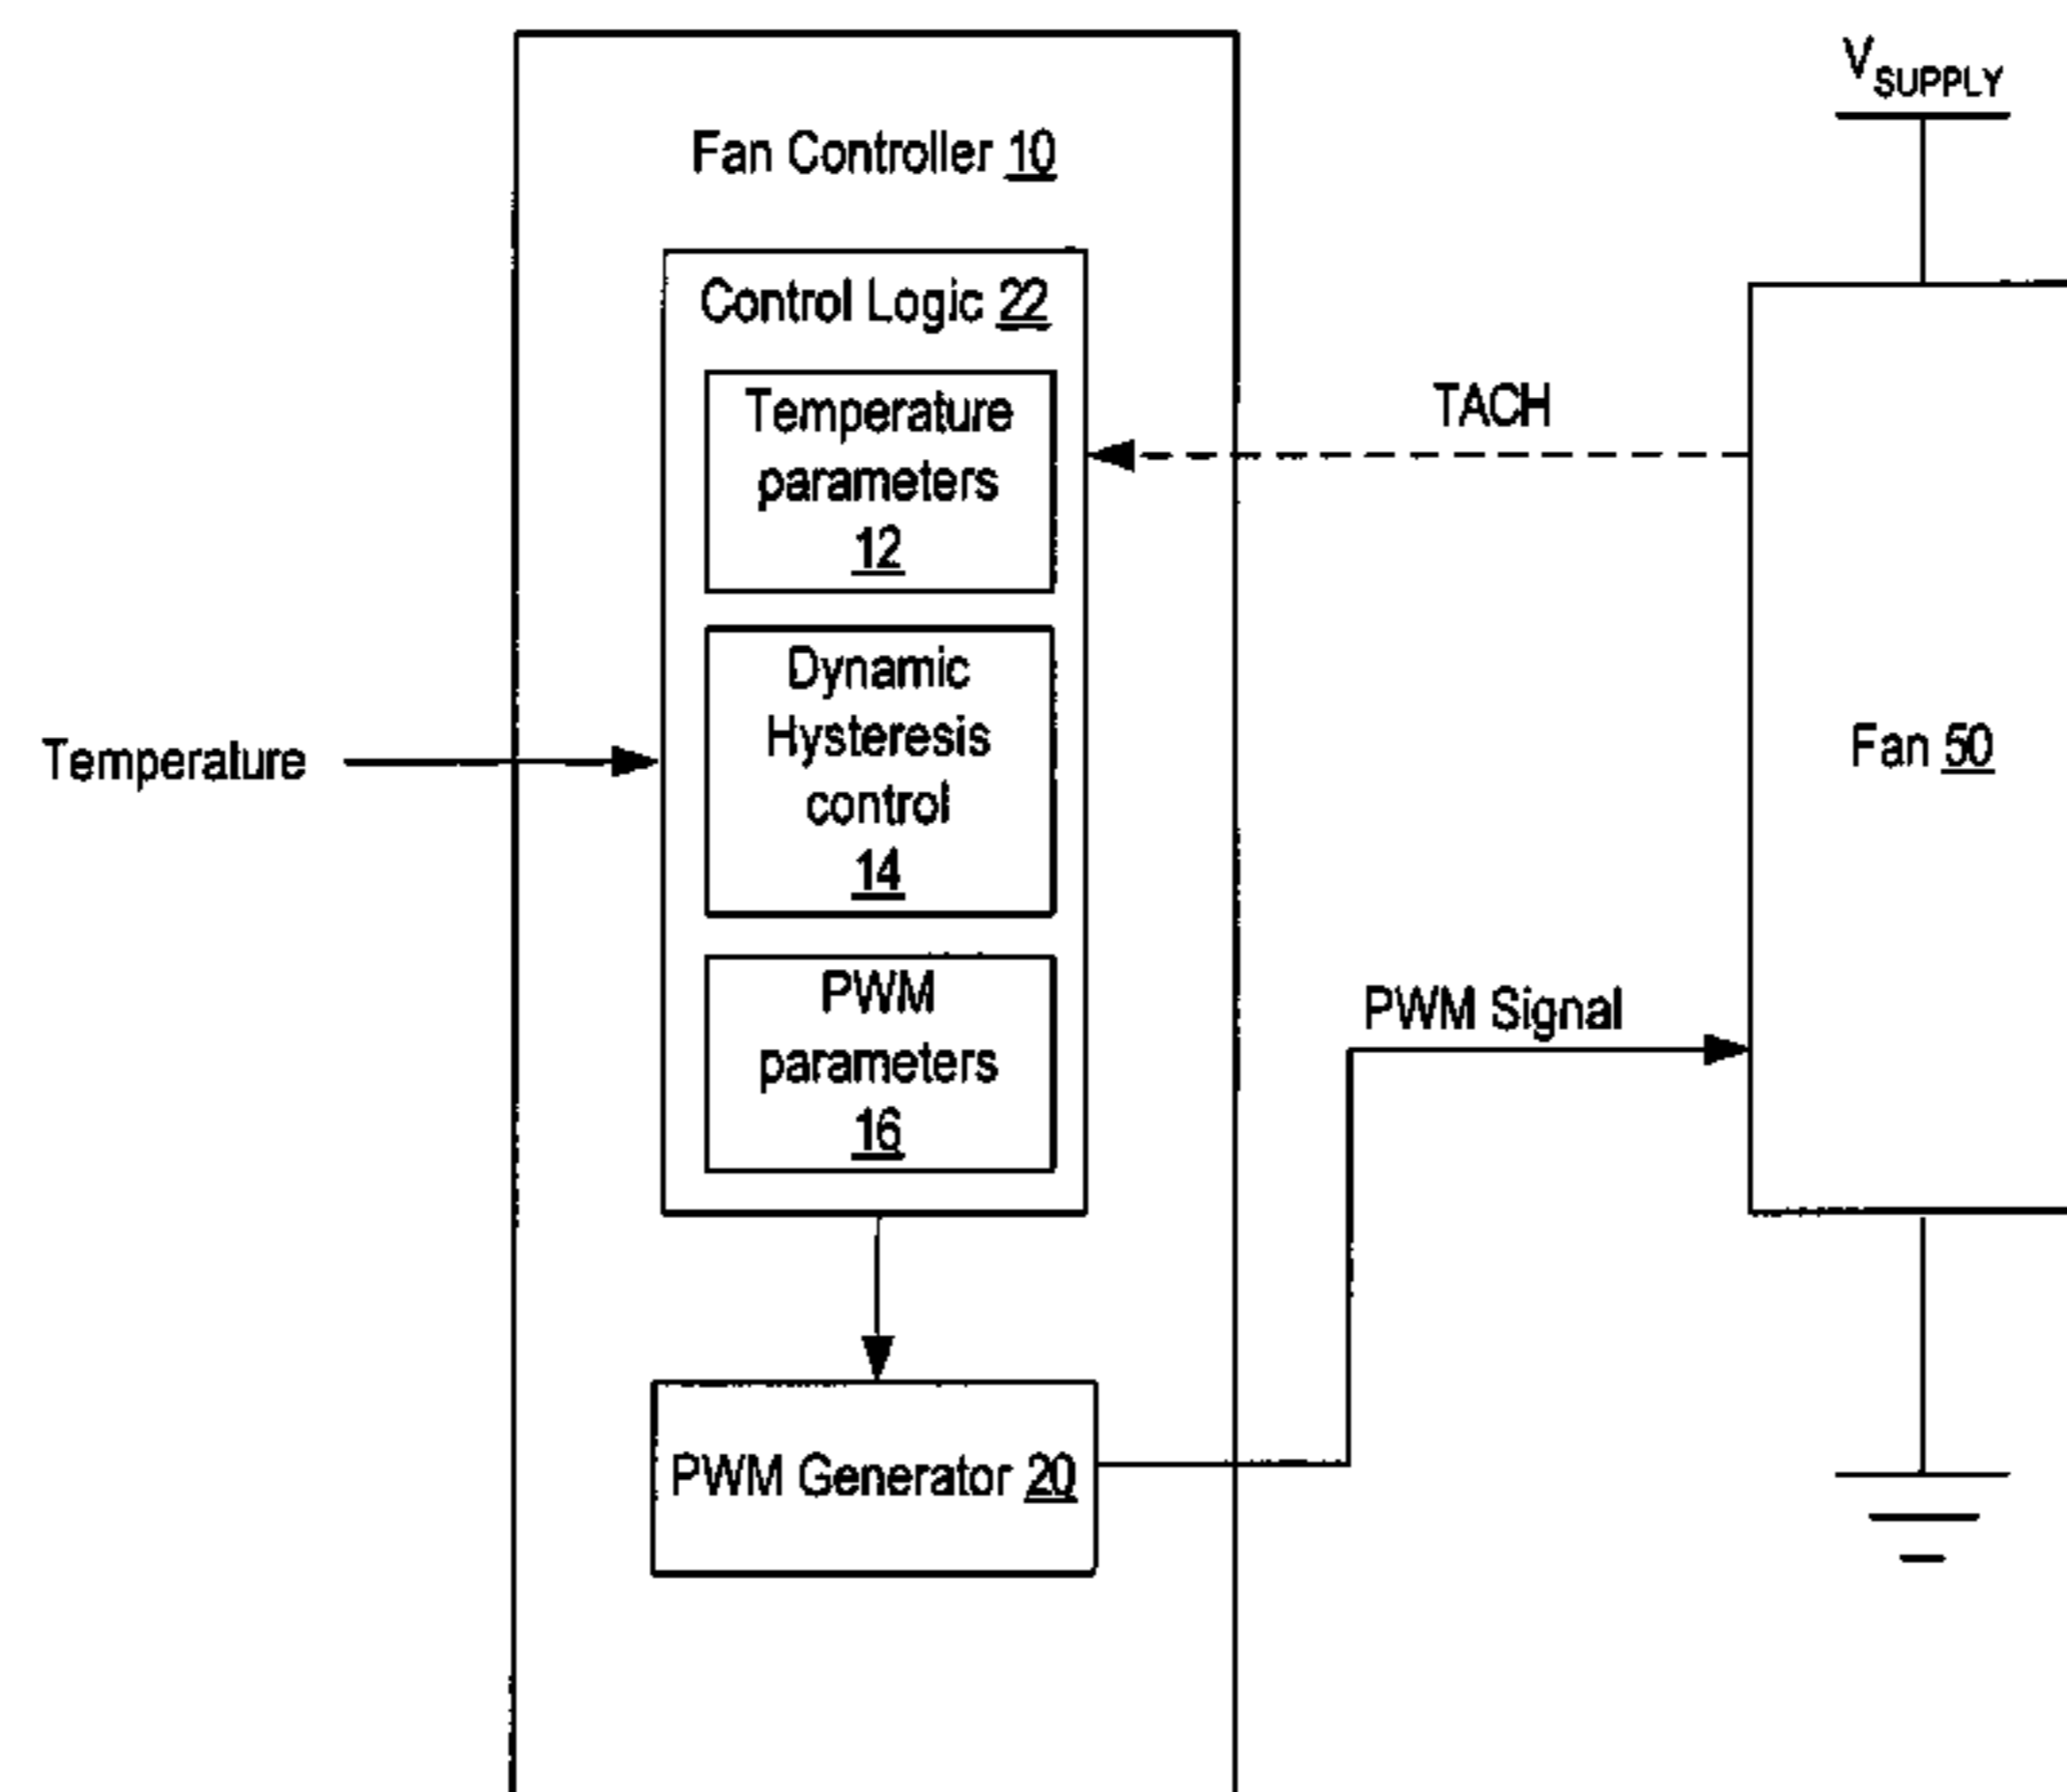 Fan Controller 10
Control Logic 22
Temperature
parameters
12
Dynamic
Hysteresis
control
14
PWM
parameters
16
PWM Generator 20
Temperature
TACH
PWM Signal
VSUPPLY
Fan 50